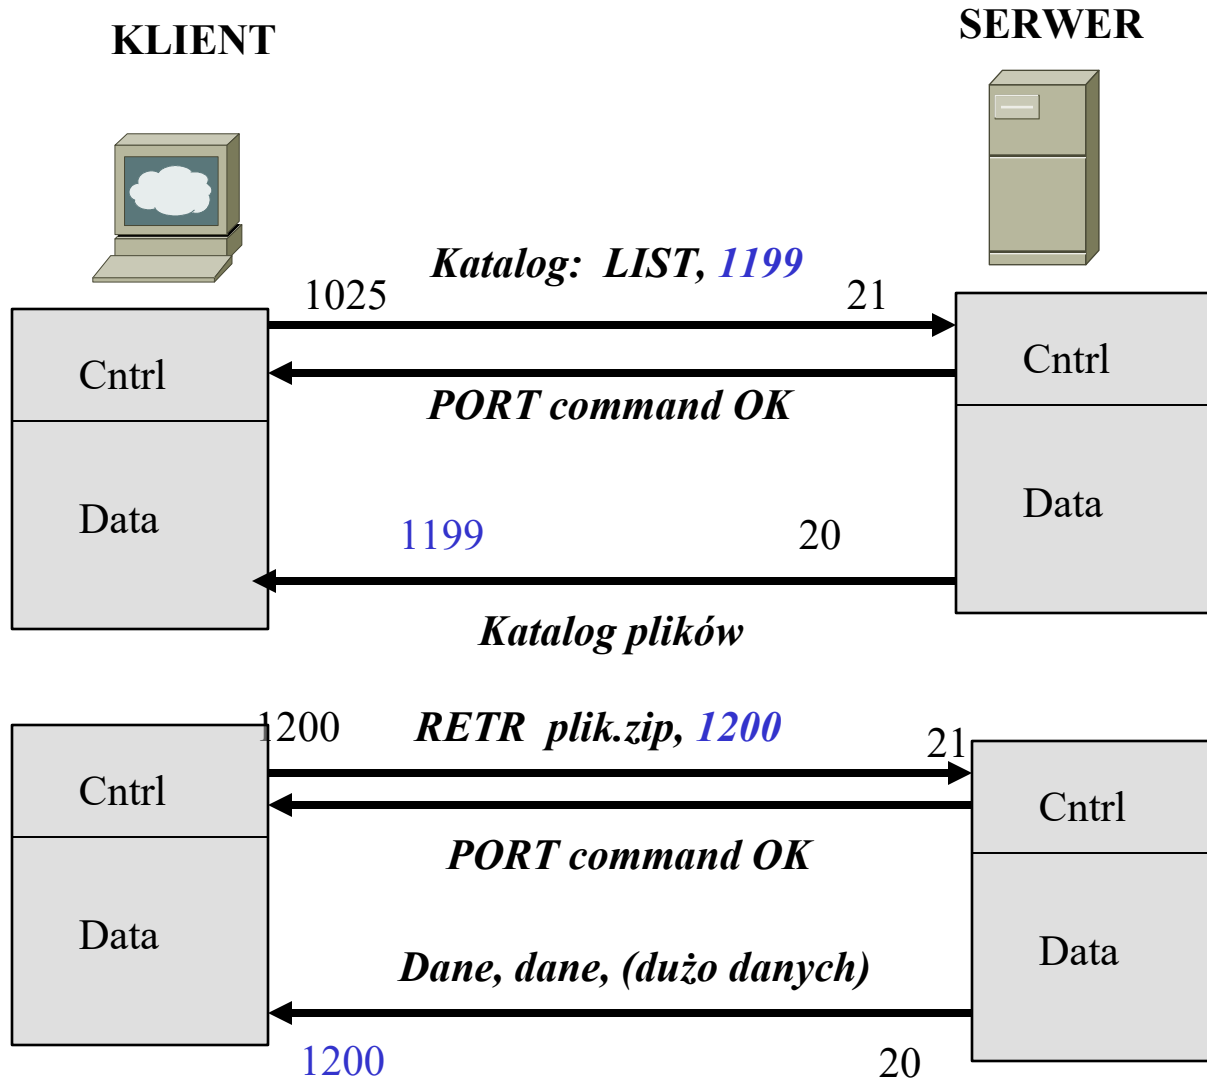 KLIENT
SERWER
Katalog: LIST, 1199
1025
21
Cntrl
Cntrl
PORT command OK
Data
Data
1199
20
Katalog plików
1200
RETR plik.zip, 1200
21
Cntrl
Cntrl
PORT command OK
Data
Data
Dane, dane, (dużo danych)
1200
20